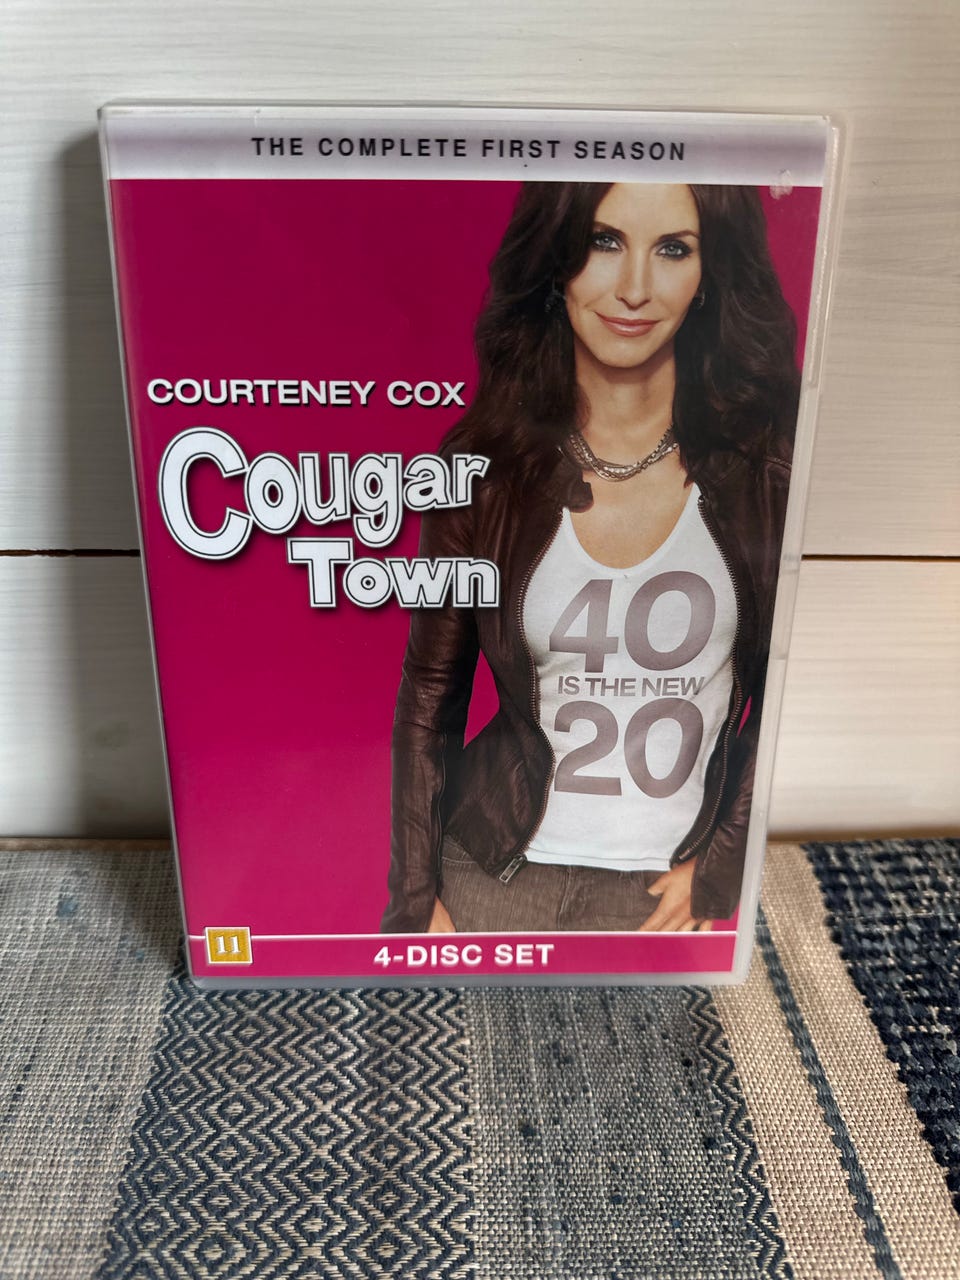 THE COMPLETE FIRST SEASON
COURTENEY COX
Cougar
Town
40
IS THE NEW
20
11
4-DISC SET